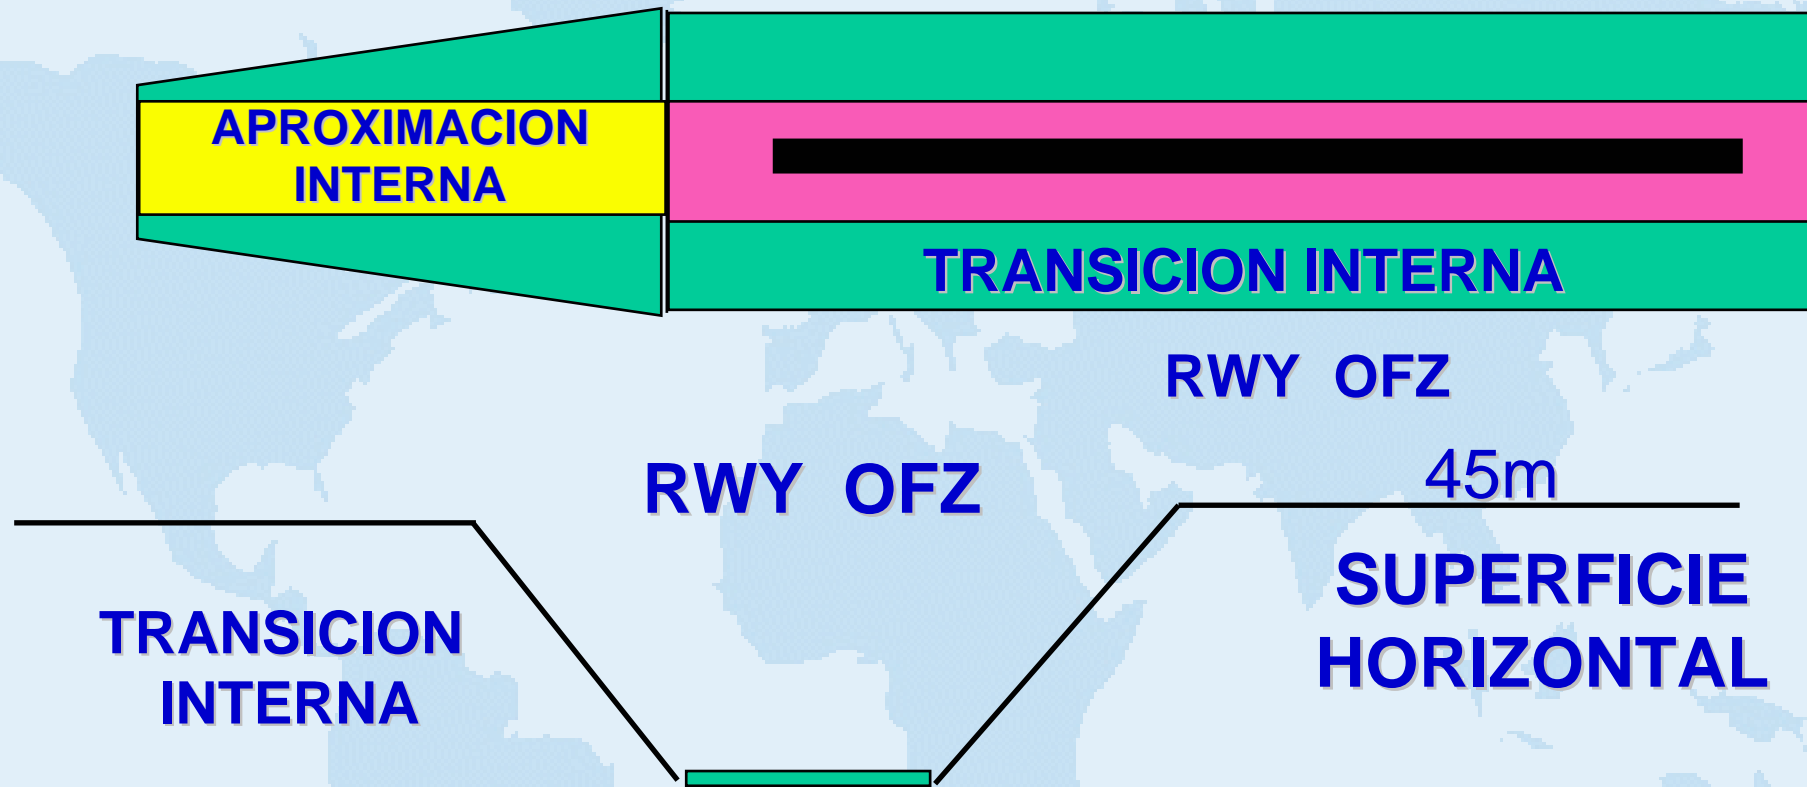 APROXIMACION
INTERNA
TRANSICION INTERNA
RWY OFZ
RWY OFZ
45m
TRANSICION
INTERNA
SUPERFICIE
HORIZONTAL